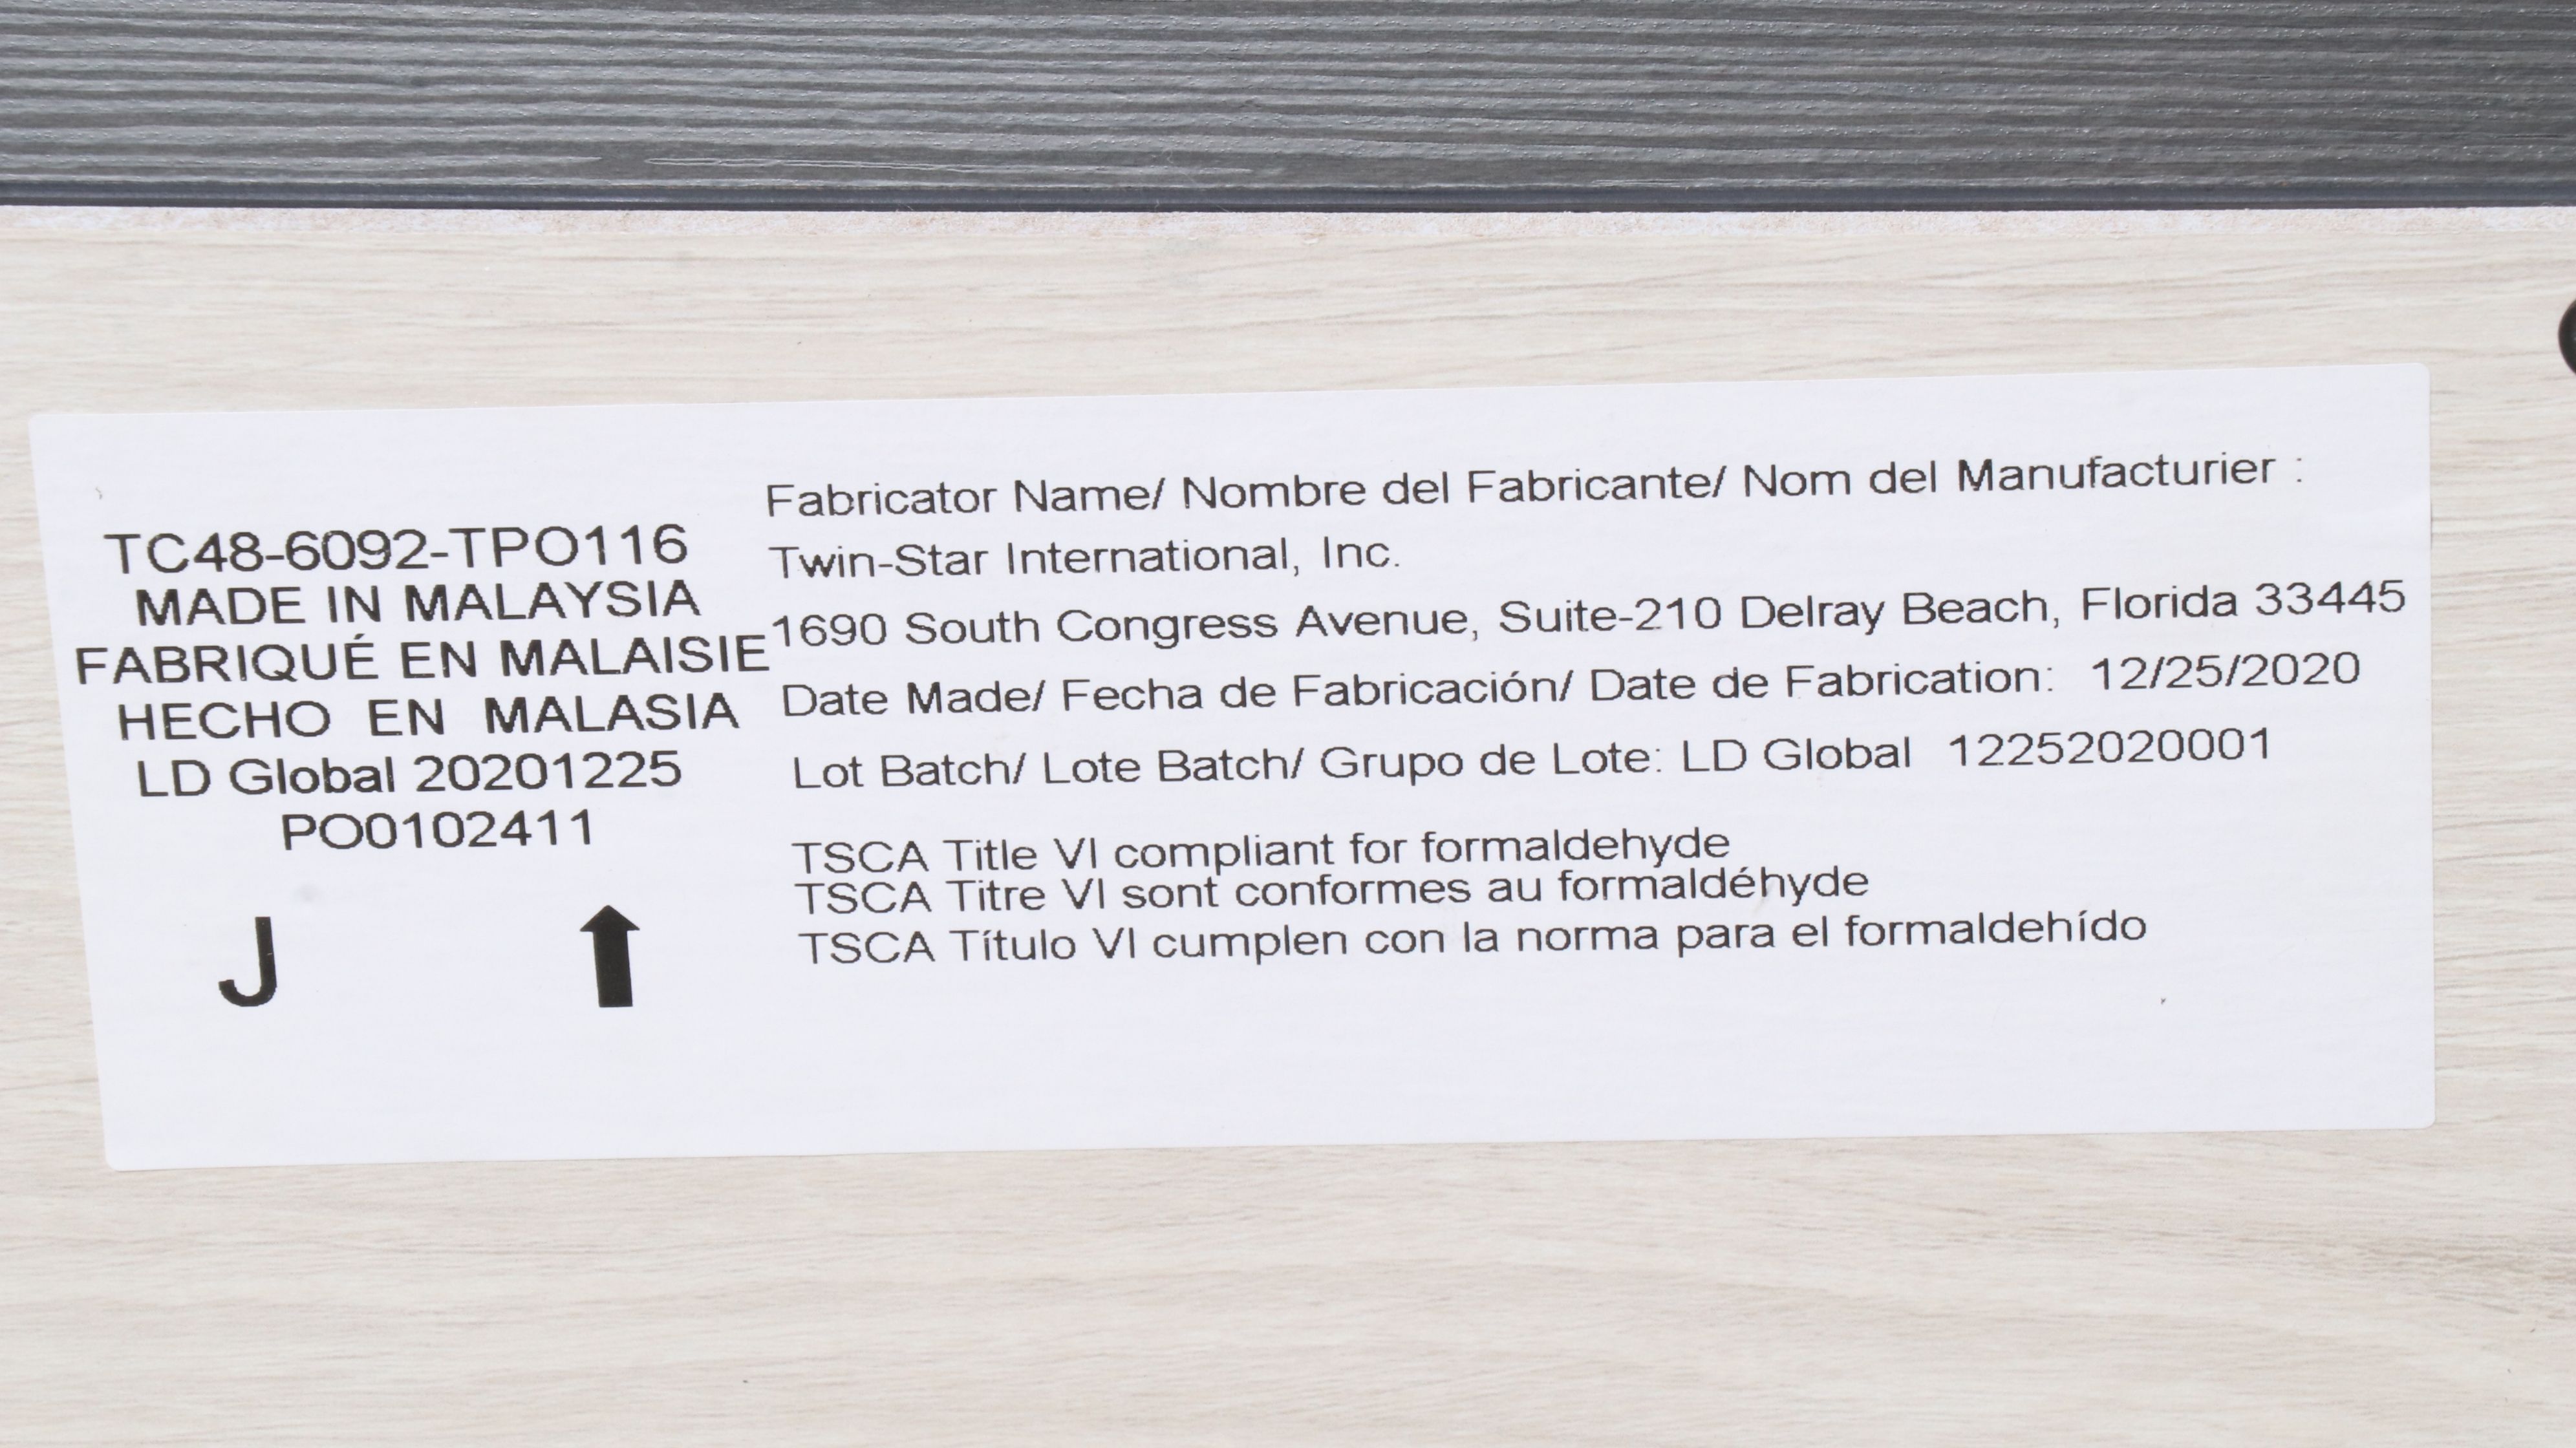 TC48-6092-TPO116
MADE IN MALAYSIA
FABRIQUÉ EN MALAISIE
HECHO EN MALASIA
LD Global 20201225
PO0102411
J
Fabricator Name/ Nombre del Fabricante/ Nom del Manufacturier :
Twin-Star International, Inc.
1690 South Congress Avenue, Suite-210 Delray Beach, Florida 33445
Date Made/ Fecha de Fabricación/ Date de Fabrication: 12/25/2020
Lot Batch/ Lote Batch/ Grupo de Lote: LD Global 12252020001
TSCA Title VI compliant for formaldehyde
TSCA Titre VI sont conformes au formaldéhyde
TSCA Título VI cumplen con la norma para el formaldehído